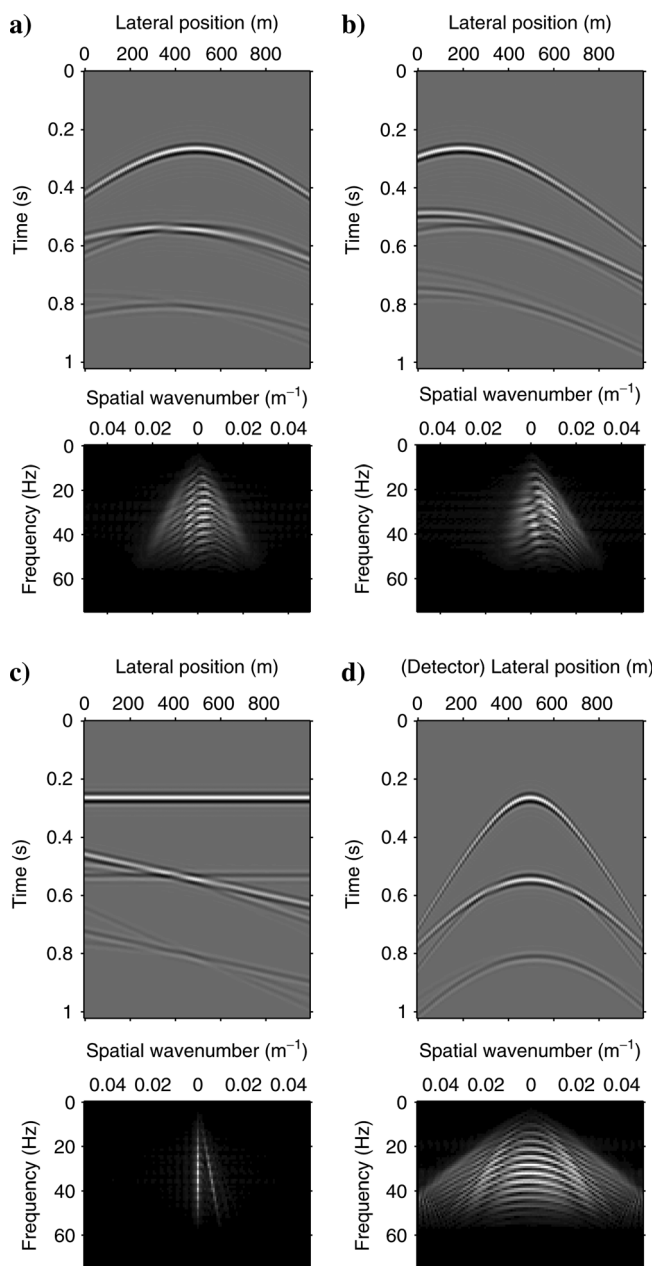 a) Lateral position (m)
0 200 400 600 800
0
0.2
0.4
0.6
0.8
1
Time (s)
Spatial wavenumber (m⁻¹)
0.04 0.02 0 0.02 0.04
0
20
40
60
Frequency (Hz)
b) Lateral position (m)
0 200 400 600 800
0
0.2
0.4
0.6
0.8
1
Time (s)
Spatial wavenumber (m⁻¹)
0.04 0.02 0 0.02 0.04
0
20
40
60
Frequency (Hz)
c) Lateral position (m)
0 200 400 600 800
0
0.2
0.4
0.6
0.8
1
Time (s)
Spatial wavenumber (m⁻¹)
0.04 0.02 0 0.02 0.04
0
20
40
60
Frequency (Hz)
d) (Detector) Lateral position (m)
0 200 400 600 800
0
0.2
0.4
0.6
0.8
1
Time (s)
Spatial wavenumber (m⁻¹)
0.04 0.02 0 0.02 0.04
0
20
40
60
Frequency (Hz)